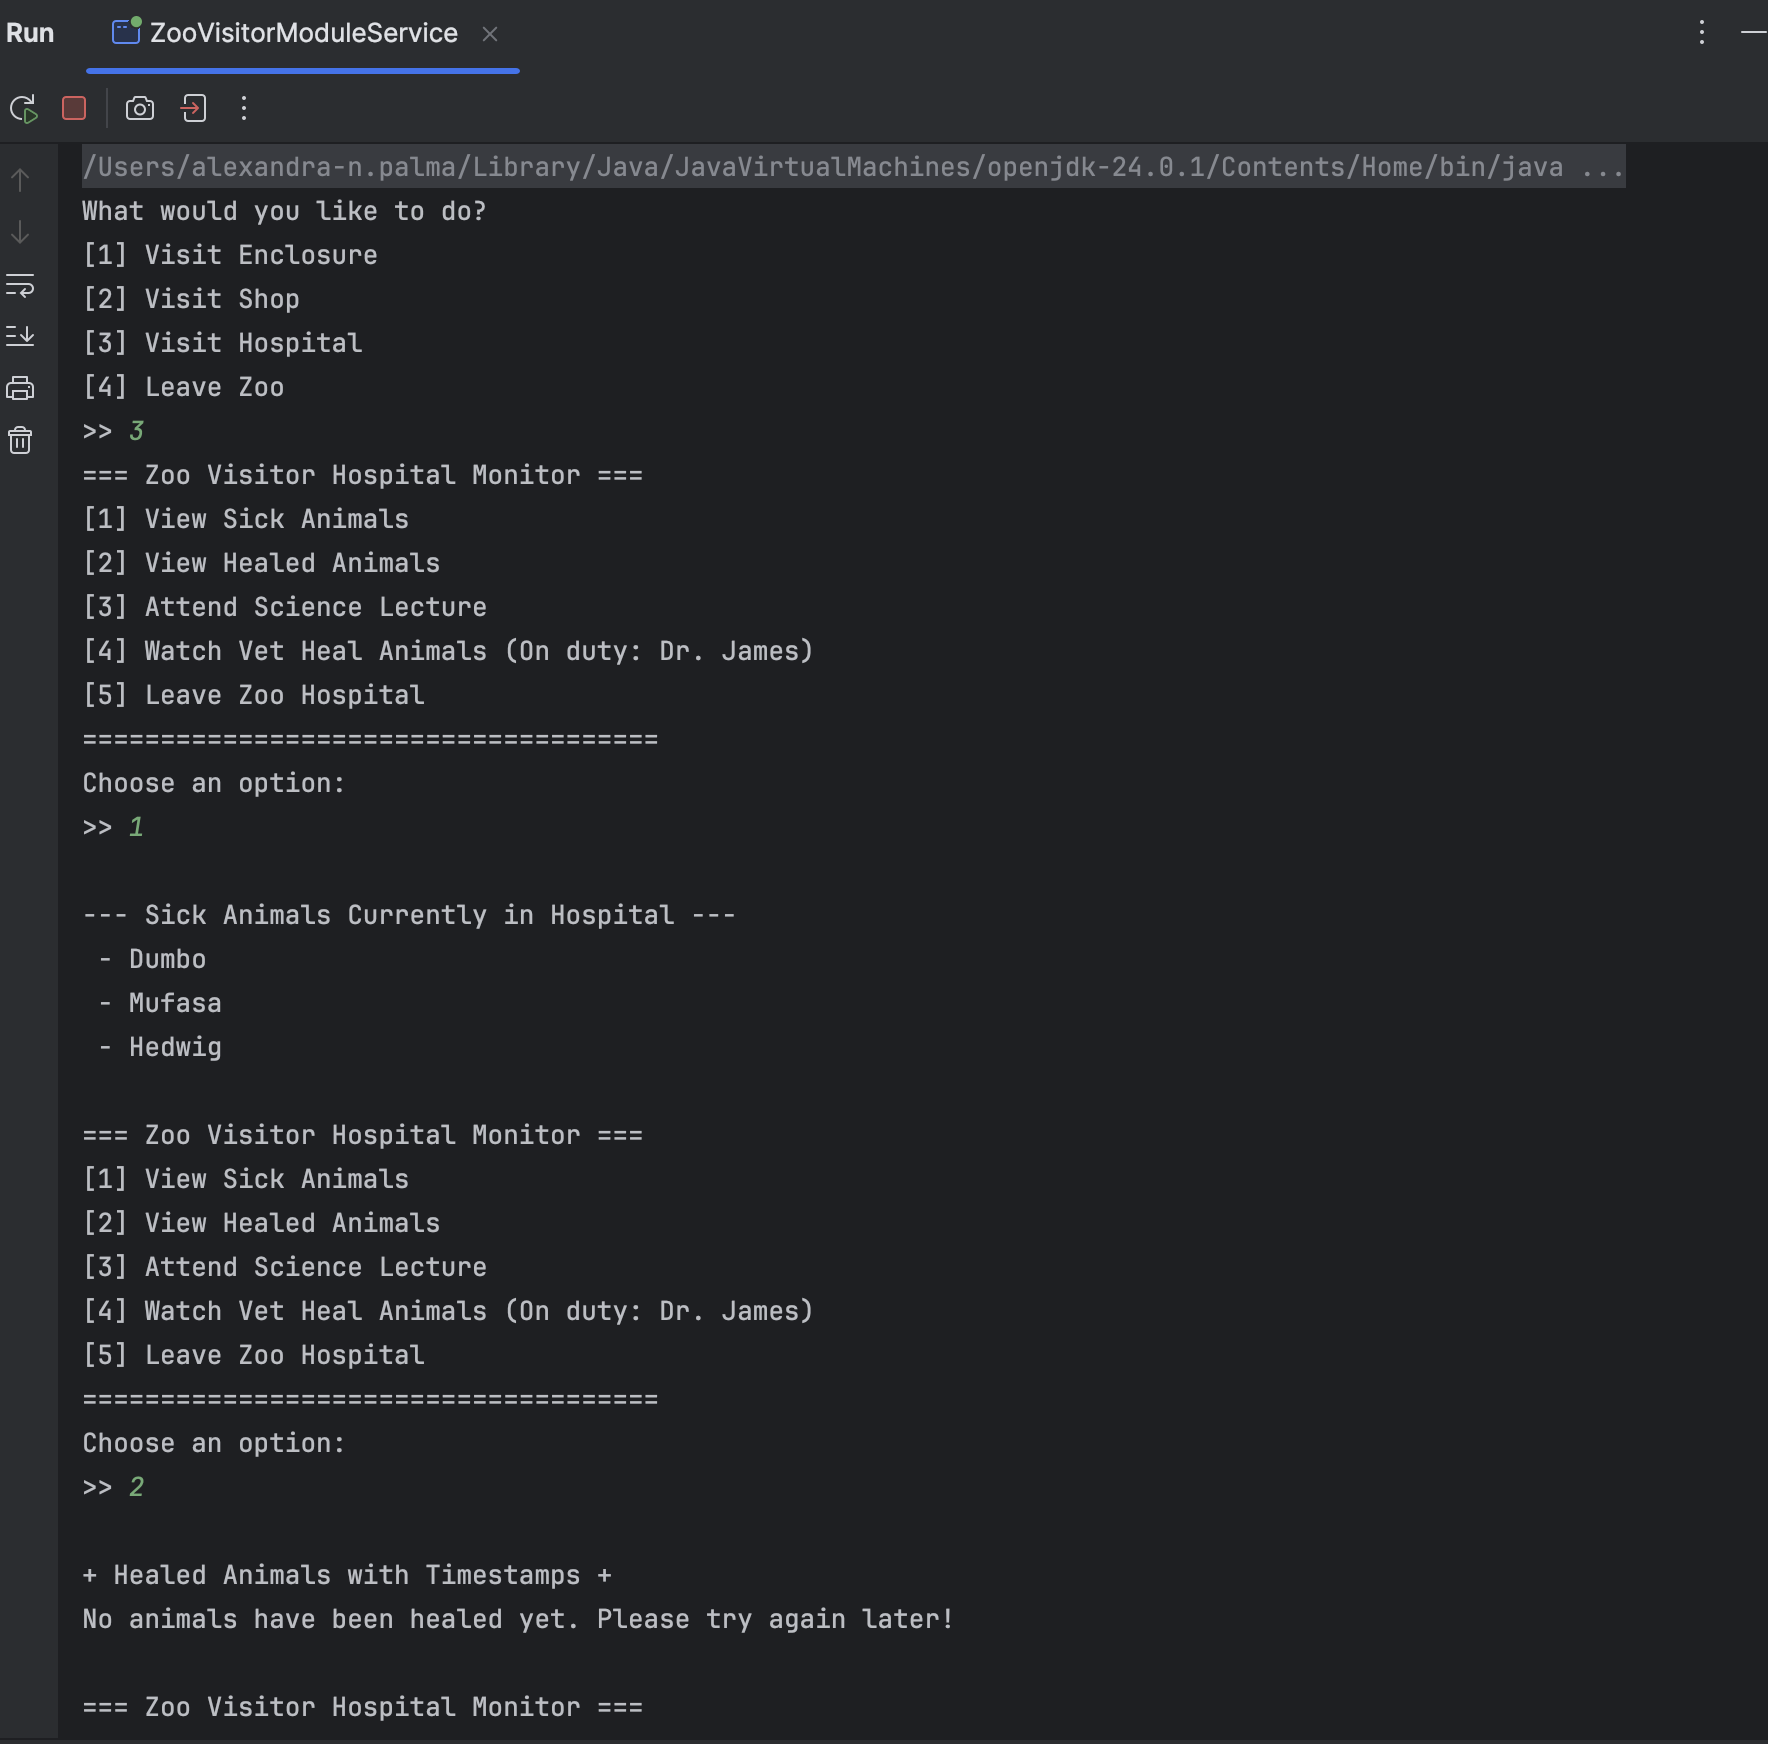 Run ZooVisitorModuleService
/Users/alexandra-n.palma/Library/Java/JavaVirtualMachines/openjdk-24.0.1/Contents/Home/bin/java ...
What would you like to do?
[1] Visit Enclosure
[2] Visit Shop
[3] Visit Hospital
[4] Leave Zoo
>> 3
=== Zoo Visitor Hospital Monitor ===
[1] View Sick Animals
[2] View Healed Animals
[3] Attend Science Lecture
[4] Watch Vet Heal Animals (On duty: Dr. James)
[5] Leave Zoo Hospital
=====================================
Choose an option:
>> 1
--- Sick Animals Currently in Hospital ---
 - Dumbo
 - Mufasa
 - Hedwig
=== Zoo Visitor Hospital Monitor ===
[1] View Sick Animals
[2] View Healed Animals
[3] Attend Science Lecture
[4] Watch Vet Heal Animals (On duty: Dr. James)
[5] Leave Zoo Hospital
=====================================
Choose an option:
>> 2
+ Healed Animals with Timestamps +
No animals have been healed yet. Please try again later!
=== Zoo Visitor Hospital Monitor ===